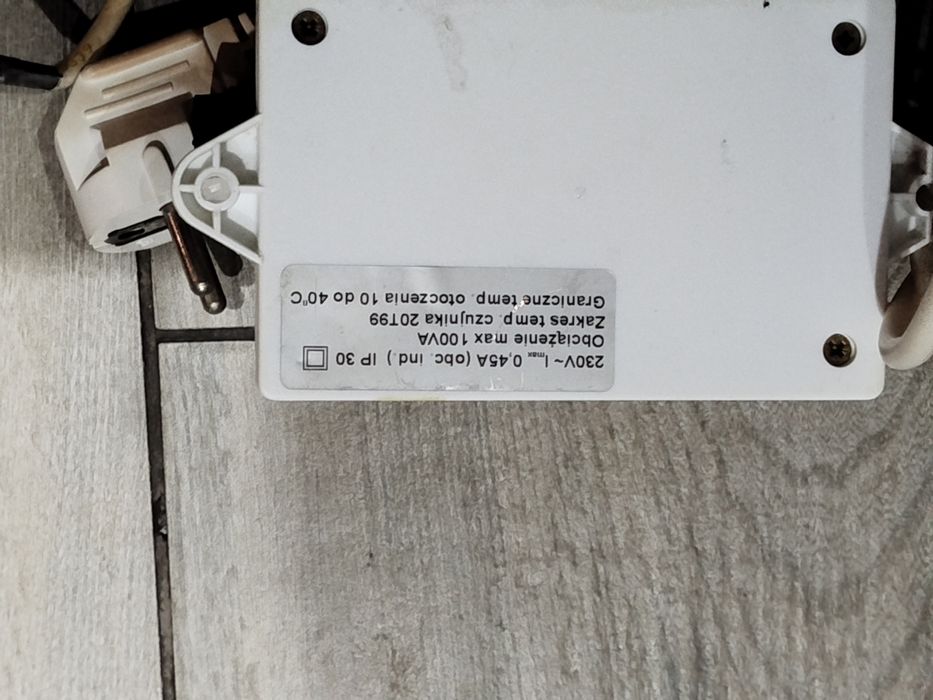 230V~ Imax 0,45A (obc. ind.) IP 30
Obciążenie max 100VA
Zakres temp. czujnika 20T99
Graniczne temp. otoczenia 10 do 40°C